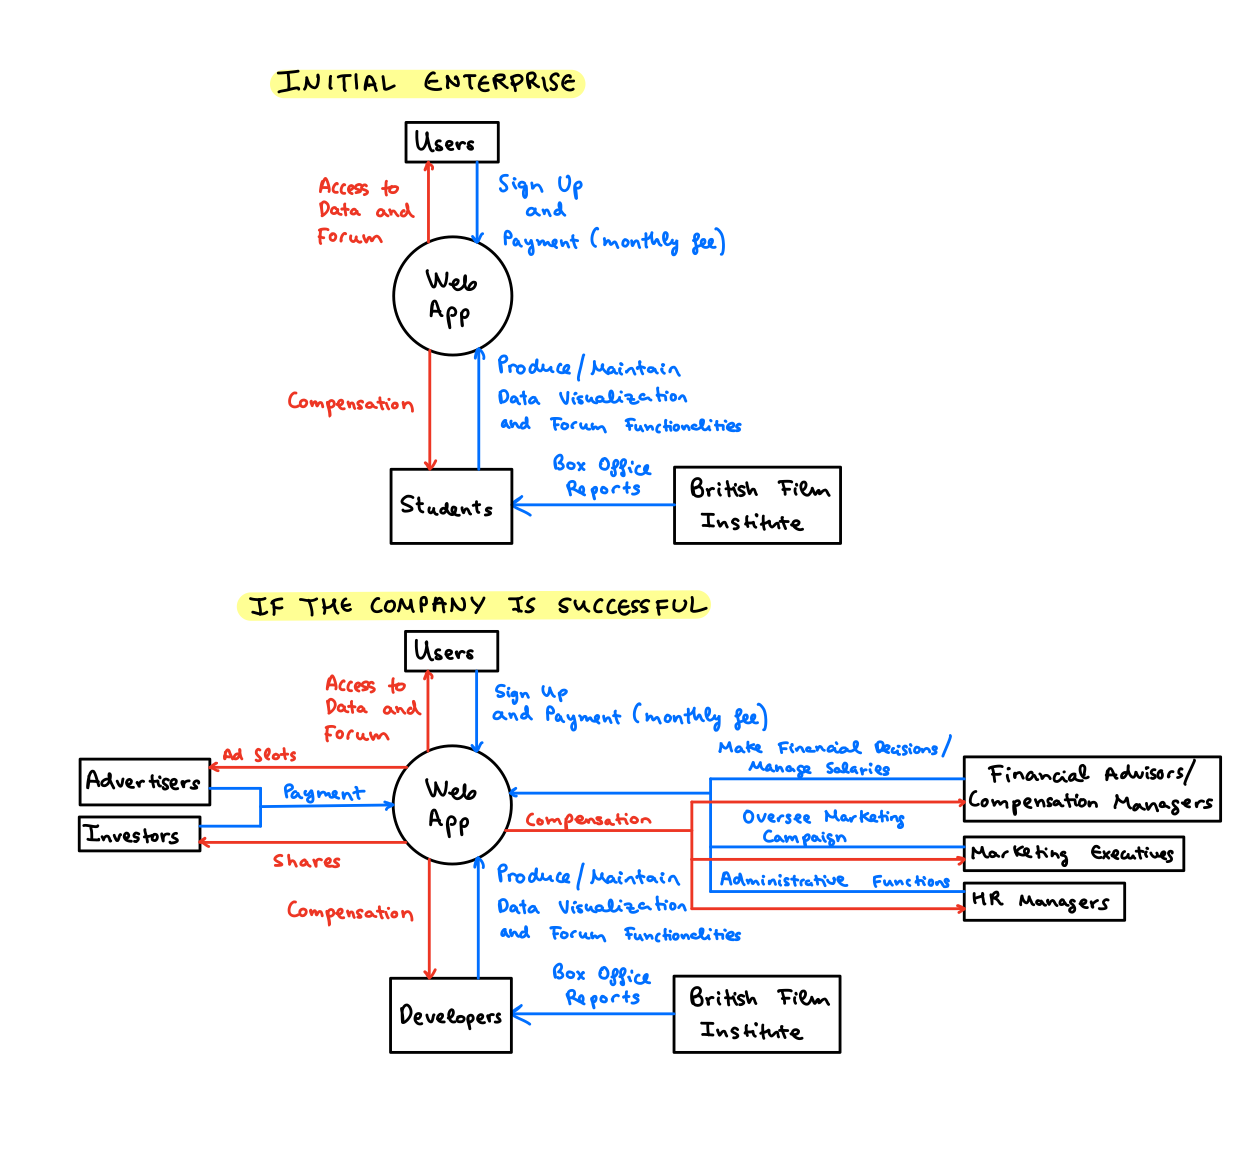 INITIAL ENTERPRISE
Users
Access to
Data and
Forum
Sign Up
and
Payment (monthly fee)
Web
App
Compensation
Produce/Maintain
Data Visualization
and Forum Functionalities
Students
Box Office
Reports
British Film
Institute
IF THE COMPANY IS SUCCESSFUL
Users
Access to
Data and
Forum
Sign Up
and Payment (monthly fee)
Ad Slots
Advertisers
Payment
Investors
Shares
Web
App
Make Financial Decisions/
Manage Salaries
Financial Advisors/
Compensation Managers
Compensation
Oversee Marketing
Campaign
Marketing Executives
Administrative Functions
HR Managers
Compensation
Produce/Maintain
Data Visualization
and Forum Functionalities
Developers
Box Office
Reports
British Film
Institute